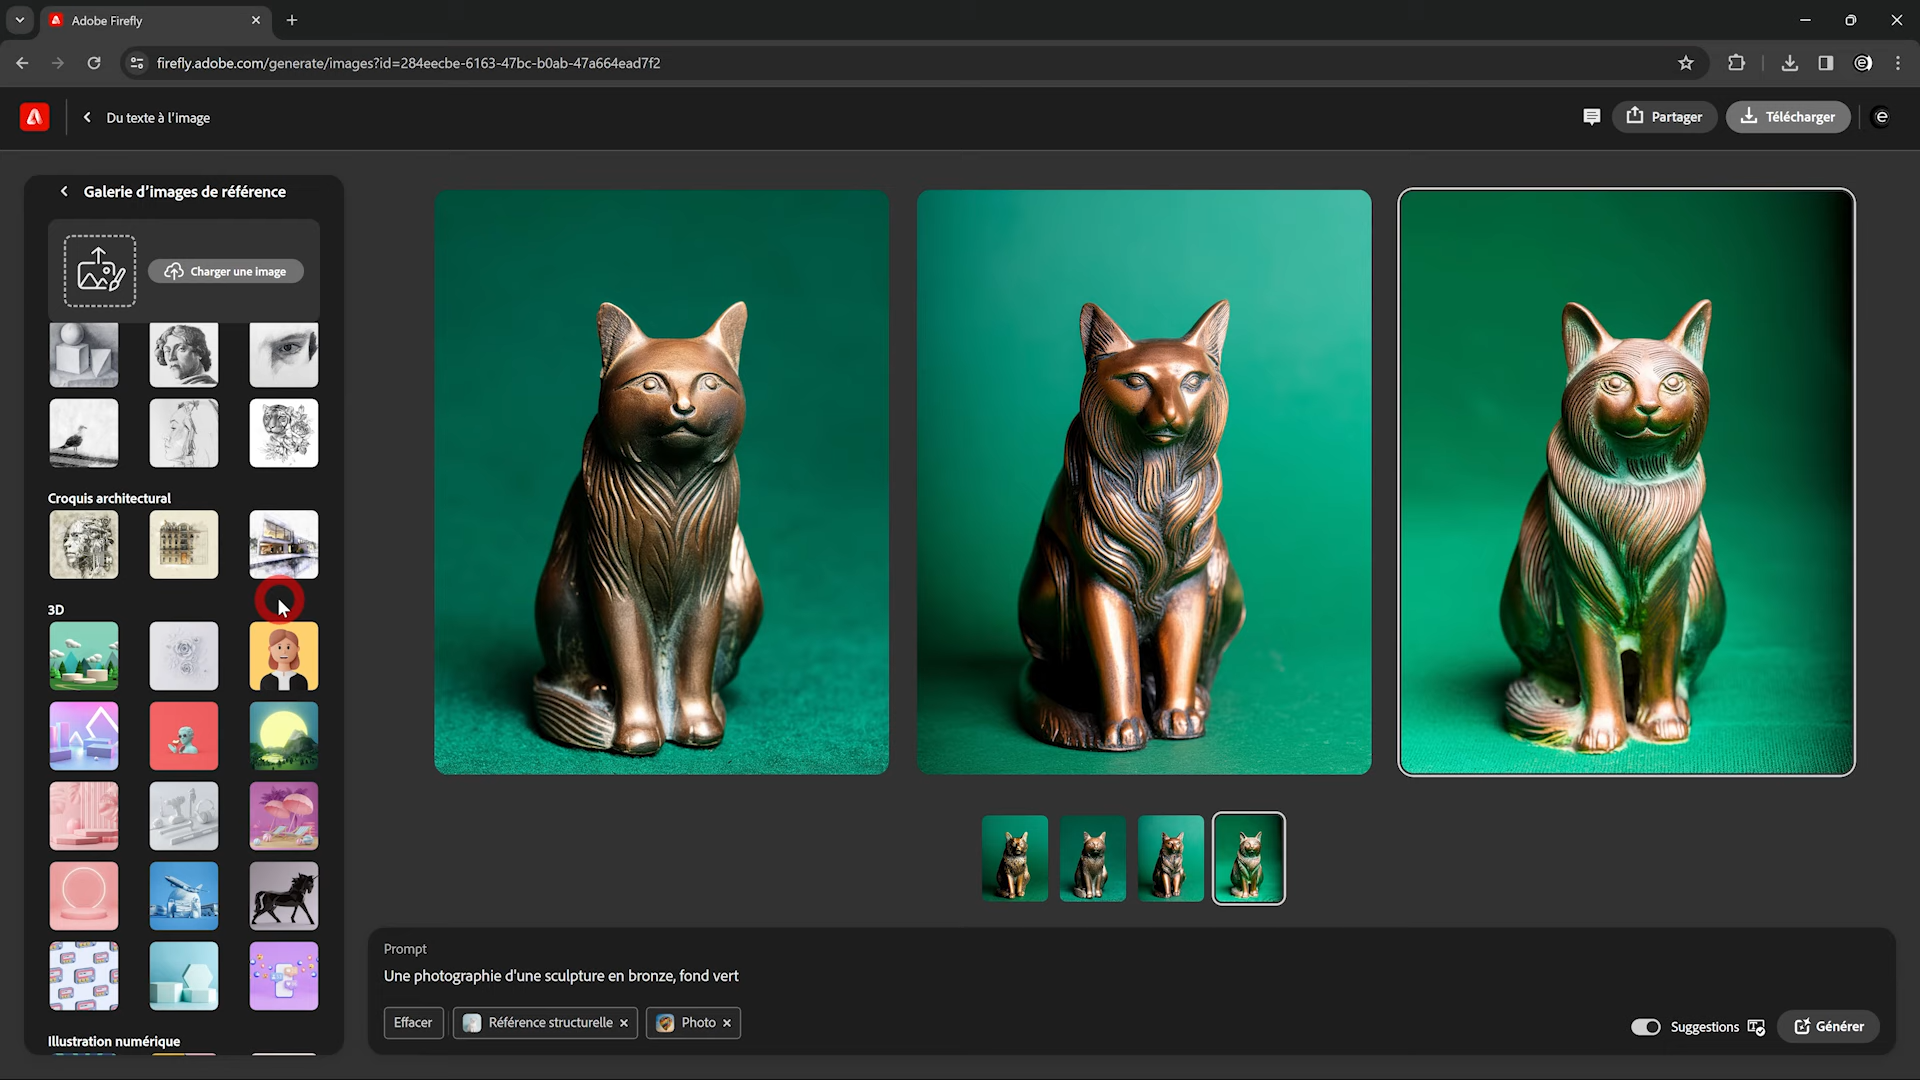 Adobe Firefly
firefly.adobe.com/generate/images?id=284eecbe-6163-47bc-b0ab-47a664ead7f2
Du texte à l'image
Partager
Télécharger
Galerie d'images de référence
Charger une image
Croquis architectural
3D
Illustration numérique
Prompt
Une photographie d'une sculpture en bronze, fond vert
Effacer
Référence structurelle
Photo
Suggestions
Générer